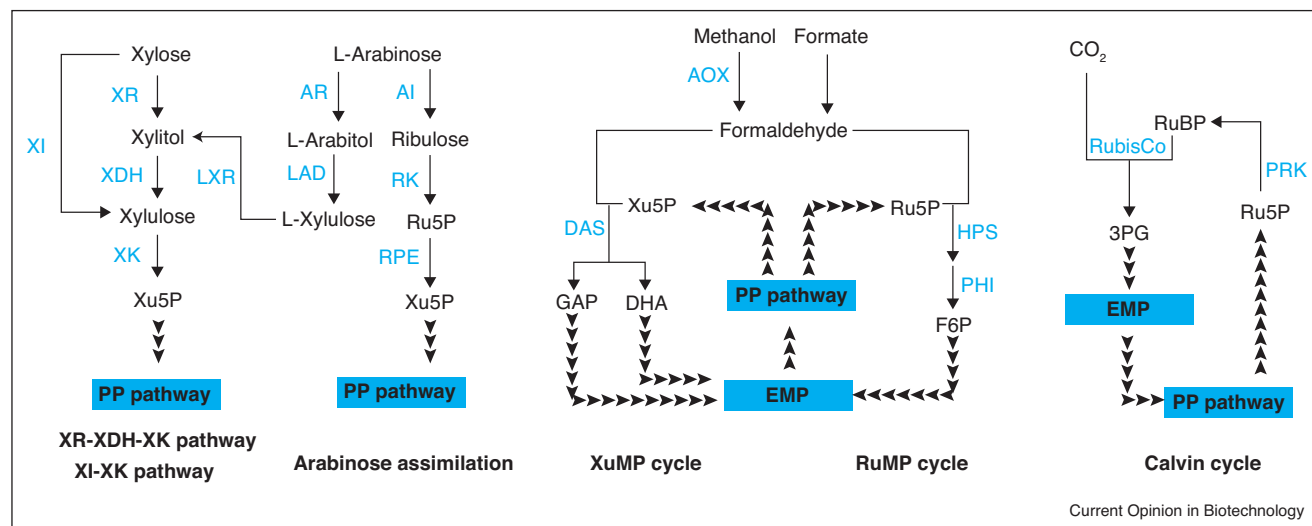 Xylose
XR
Xylitol
XI
XDH
Xylulose
XK
Xu5P
PP pathway
XR-XDH-XK pathway
XI-XK pathway
L-Arabinose
AR
AI
L-Arabitol
Ribulose
LXR
LAD
RK
L-Xylulose
Ru5P
RPE
Xu5P
PP pathway
Arabinose assimilation
Methanol
Formate
AOX
Formaldehyde
Xu5P
Ru5P
DAS
HPS
PP pathway
PHI
GAP
DHA
F6P
EMP
XuMP cycle
RuMP cycle
CO2
RuBP
RubisCo
PRK
Ru5P
3PG
EMP
PP pathway
Calvin cycle
Current Opinion in Biotechnology